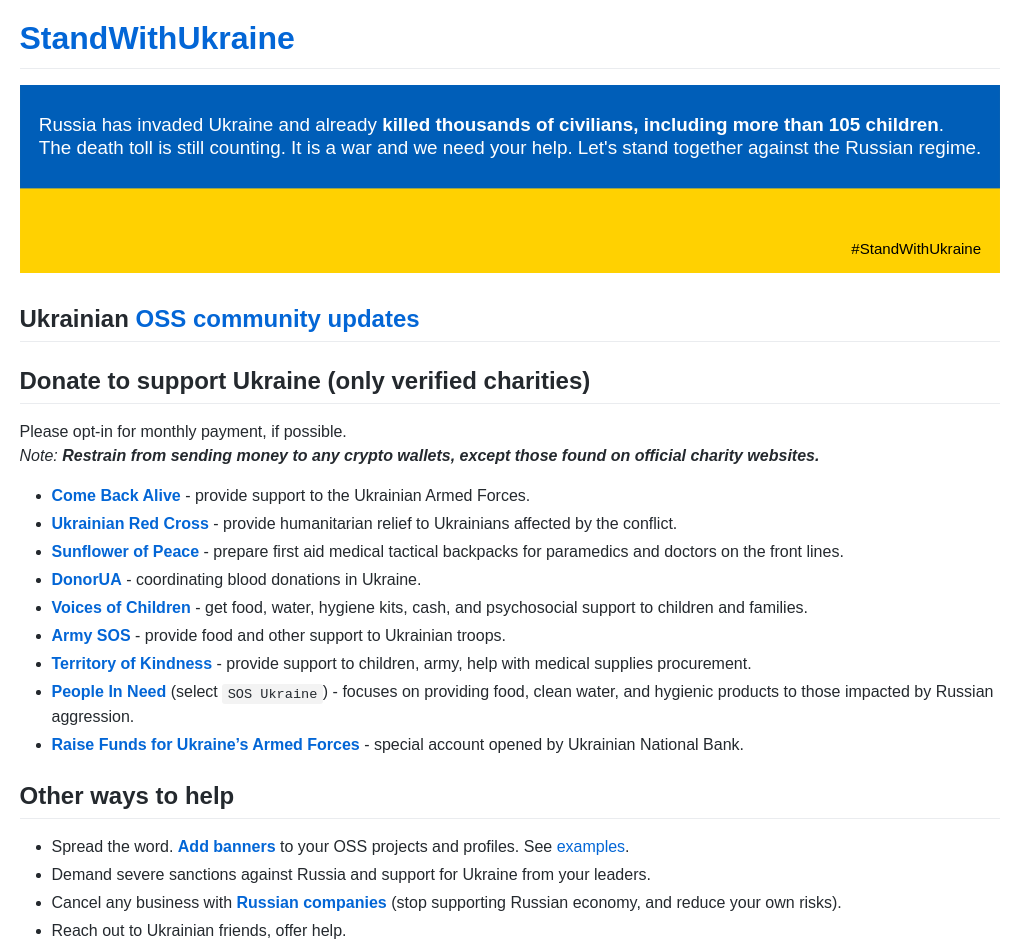 StandWithUkraine
Russia has invaded Ukraine and already killed thousands of civilians, including more than 105 children.
The death toll is still counting. It is a war and we need your help. Let's stand together against the Russian regime.
#StandWithUkraine
Ukrainian OSS community updates
Donate to support Ukraine (only verified charities)
Please opt-in for monthly payment, if possible.
Note: Restrain from sending money to any crypto wallets, except those found on official charity websites.
Come Back Alive - provide support to the Ukrainian Armed Forces.
Ukrainian Red Cross - provide humanitarian relief to Ukrainians affected by the conflict.
Sunflower of Peace - prepare first aid medical tactical backpacks for paramedics and doctors on the front lines.
DonorUA - coordinating blood donations in Ukraine.
Voices of Children - get food, water, hygiene kits, cash, and psychosocial support to children and families.
Army SOS - provide food and other support to Ukrainian troops.
Territory of Kindness - provide support to children, army, help with medical supplies procurement.
People In Need (select SOS Ukraine) - focuses on providing food, clean water, and hygienic products to those impacted by Russian
aggression.
Raise Funds for Ukraine’s Armed Forces - special account opened by Ukrainian National Bank.
Other ways to help
Spread the word. Add banners to your OSS projects and profiles. See examples.
Demand severe sanctions against Russia and support for Ukraine from your leaders.
Cancel any business with Russian companies (stop supporting Russian economy, and reduce your own risks).
Reach out to Ukrainian friends, offer help.